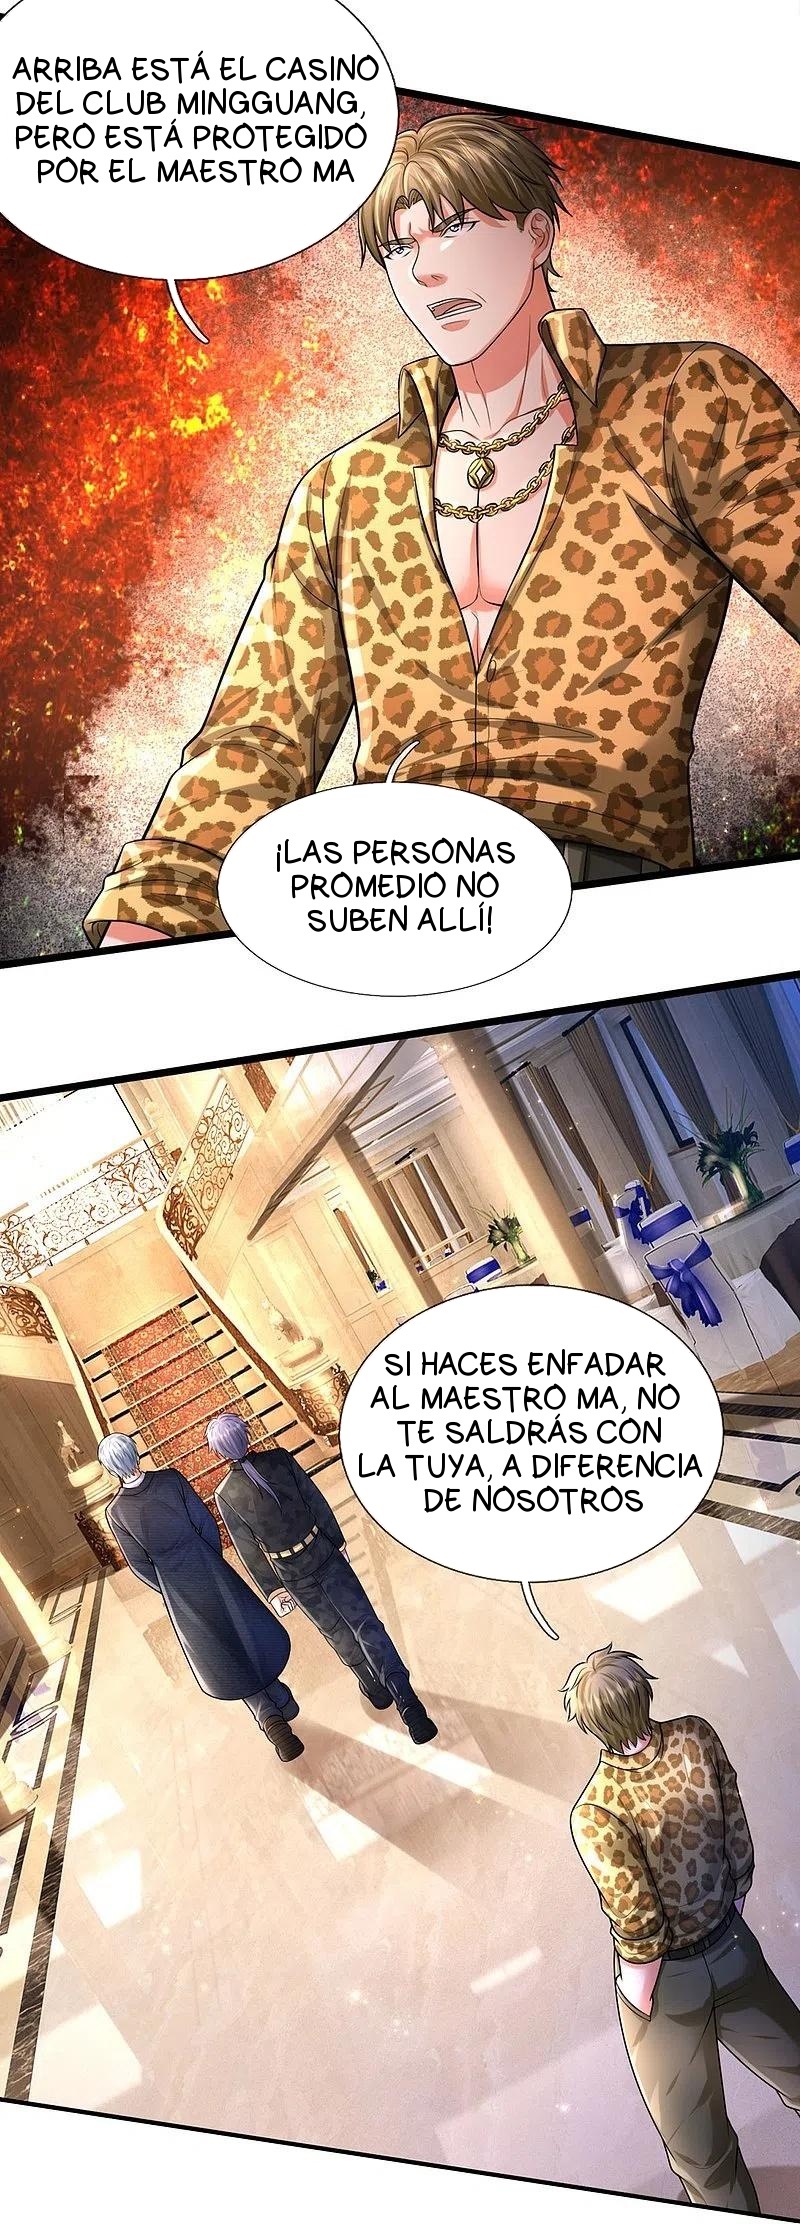 ARRIBA ESTÁ EL CASINO
DEL CLUB MINGGUANG,
PERO ESTÁ PROTEGIDO
POR EL MAESTRO MA
¡LAS PERSONAS
PROMEDIO NO
SUBEN ALLÍ!
SI HACES ENFADAR
AL MAESTRO MA, NO
TE SALDRÁS CON
LA TUYA, A DIFERENCIA
DE NOSOTROS